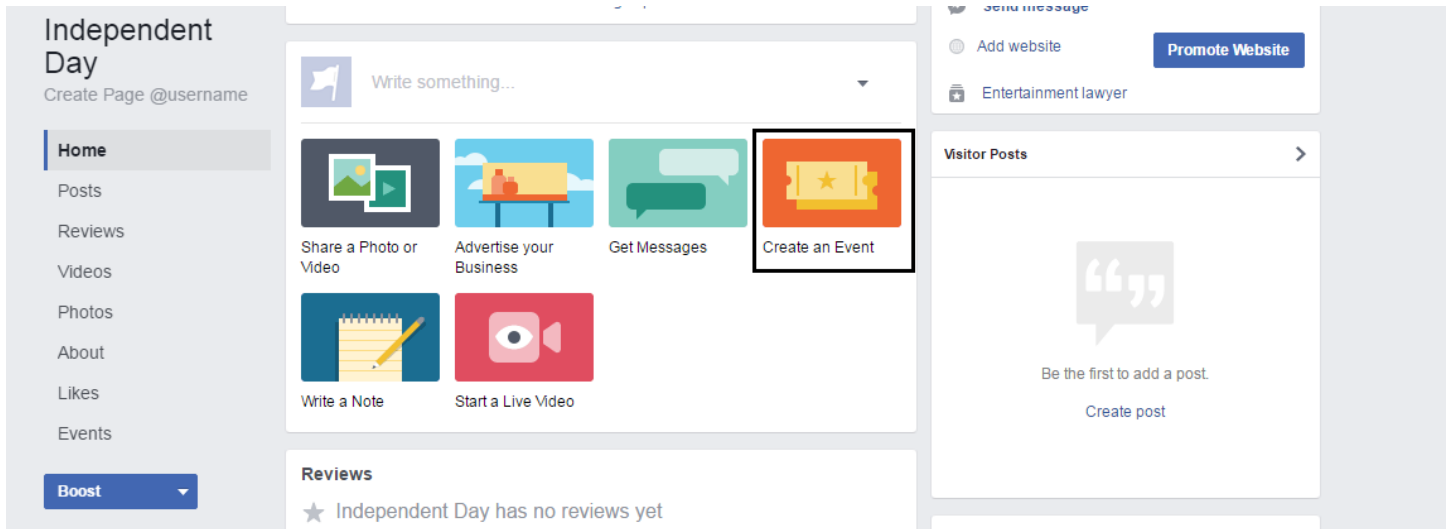 Independent
Day
Create Page @username
Home
Posts
Reviews
Videos
Photos
About
Likes
Events
Boost
Write something...
Share a Photo or
Video
Advertise your
Business
Get Messages
Create an Event
Write a Note
Start a Live Video
Reviews
Independent Day has no reviews yet
Send message
Add website
Promote Website
Entertainment lawyer
Visitor Posts
Be the first to add a post.
Create post